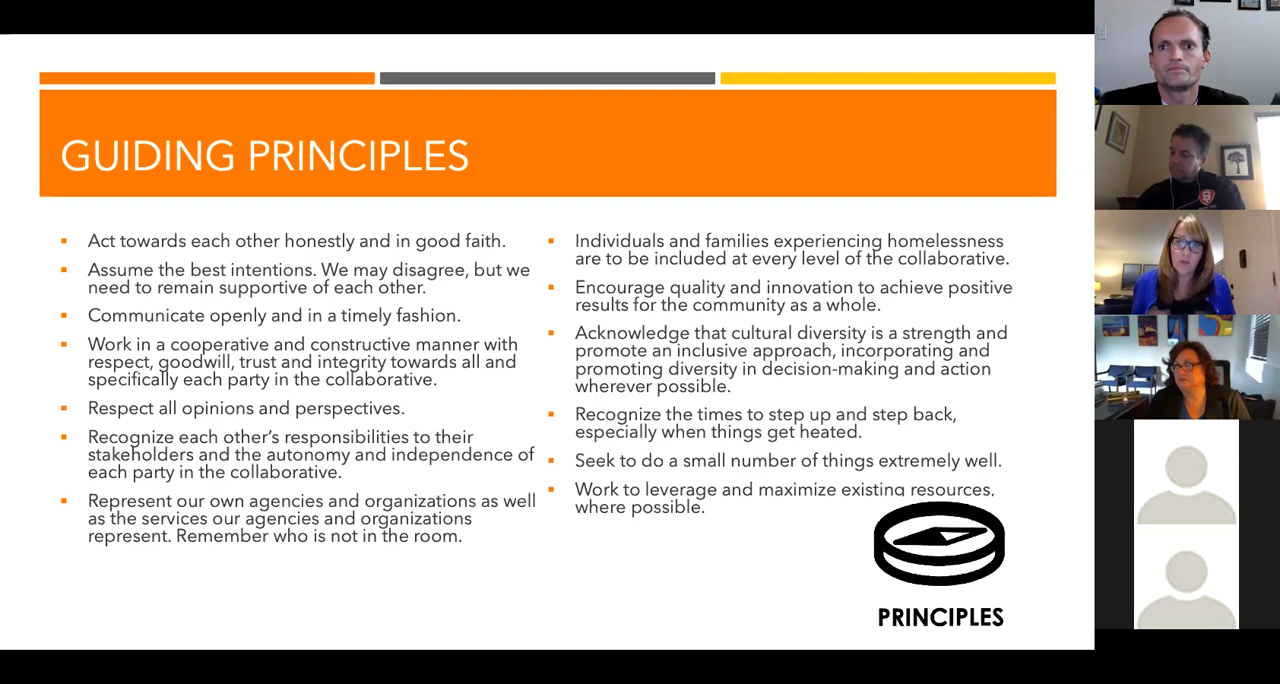 GUIDING PRINCIPLES
Act towards each other honestly and in good faith.
Assume the best intentions. We may disagree, but we
need to remain supportive of each other.
Communicate openly and in a timely fashion.
Work in a cooperative and constructive manner with
respect, goodwill, trust and integrity towards all and
specifically each party in the collaborative.
Respect all opinions and perspectives.
Recognize each other’s responsibilities to their
stakeholders and the autonomy and independence of
each party in the collaborative.
Represent our own agencies and organizations as well
as the services our agencies and organizations
represent. Remember who is not in the room.
Individuals and families experiencing homelessness
are to be included at every level of the collaborative.
Encourage quality and innovation to achieve positive
results for the community as a whole.
Acknowledge that cultural diversity is a strength and
promote an inclusive approach, incorporating and
promoting diversity in decision-making and action
wherever possible.
Recognize the times to step up and step back,
especially when things get heated.
Seek to do a small number of things extremely well.
Work to leverage and maximize existing resources,
where possible.
PRINCIPLES